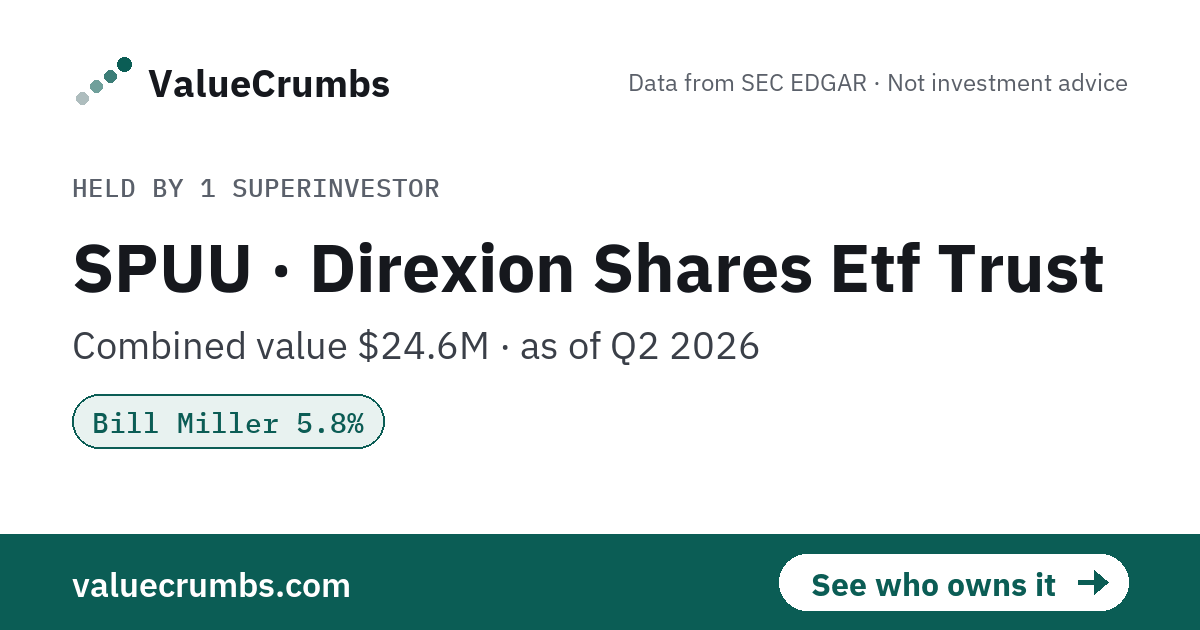 ValueCrumbs
Data from SEC EDGAR · Not investment advice
HELD BY 1 SUPERINVESTOR
SPUU · Direxion Shares Etf Trust
Combined value $24.6M · as of Q2 2026
Bill Miller 5.8%
valuecrumbs.com
See who owns it →